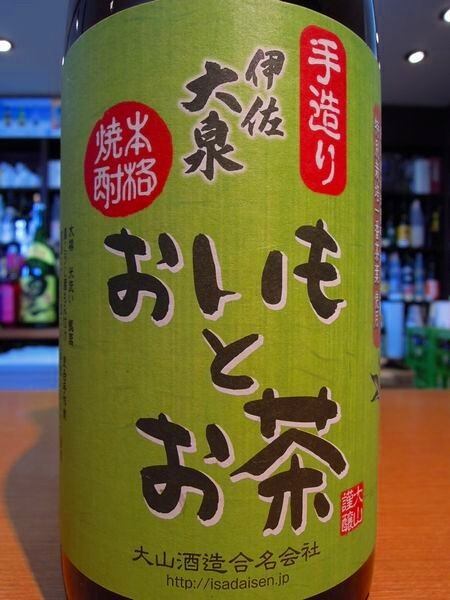 手造り
伊佐
大泉
本格
焼酎
おいも
と
お茶
大山
謹醸
大山酒造合名会社
http://isadaisen.jp